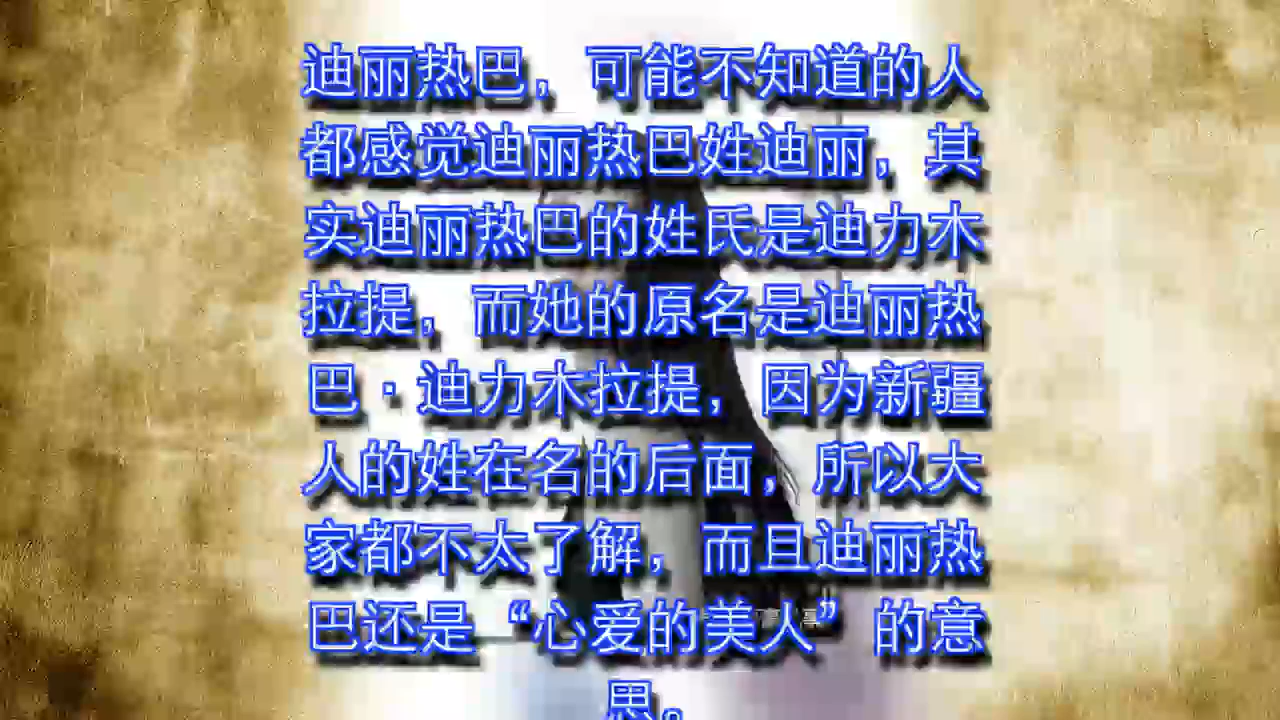 迪丽热巴，可能不知道的人
都感觉迪丽热巴姓迪丽，其
实迪丽热巴的姓氏是迪力木
拉提，而她的原名是迪丽热
巴·迪力木拉提，因为新疆
人的姓在名的后面，所以大
家都不太了解，而且迪丽热
巴还是“心爱的美人”的意
思。